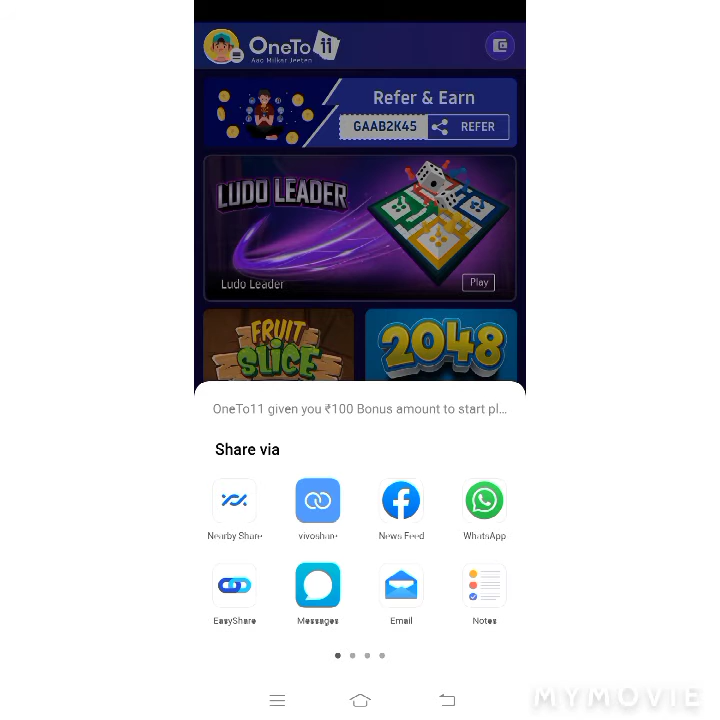 OneTo 11
Aao Milkar Jeeten
Refer & Earn
GAAB2K45 REFER
LUDO LEADER
Ludo Leader Play
FRUIT SLICE 2048
OneTo11 given you ₹100 Bonus amount to start pl...
Share via
Nearby Share vivoshare News Feed WhatsApp
EasyShare Messages Email Notes
MYMOVIE